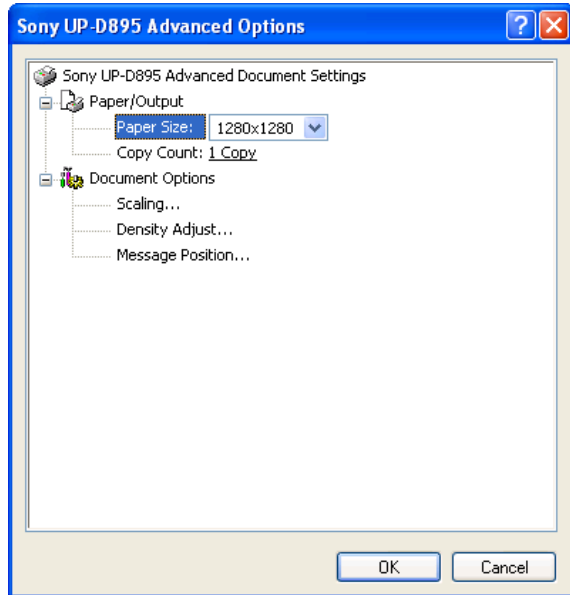 Sony UP-D895 Advanced Options
Sony UP-D895 Advanced Document Settings
Paper/Output
Paper Size: 1280x1280
Copy Count: 1 Copy
Document Options
Scaling...
Density Adjust...
Message Position...
OK Cancel